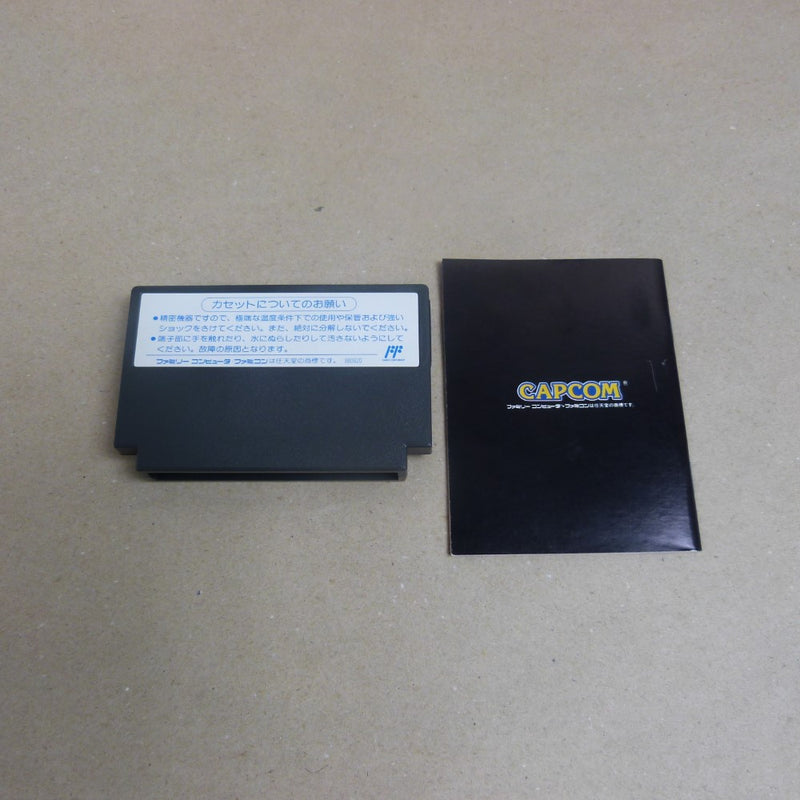 カセットについてのお願い
●精密機器ですので、極端な温度条件下での使用や保管および強い
ショックをさけてください。また、絶対に分解しないでください。
●端子部に手を触れたり、水にぬらしたりして汚さないようにして
ください。故障の原因となります。
ファミリー コンピュータ・ファミコンは任天堂の商標です。
CAPCOM®
ファミリー コンピュータ・ファミコンは任天堂の商標です。